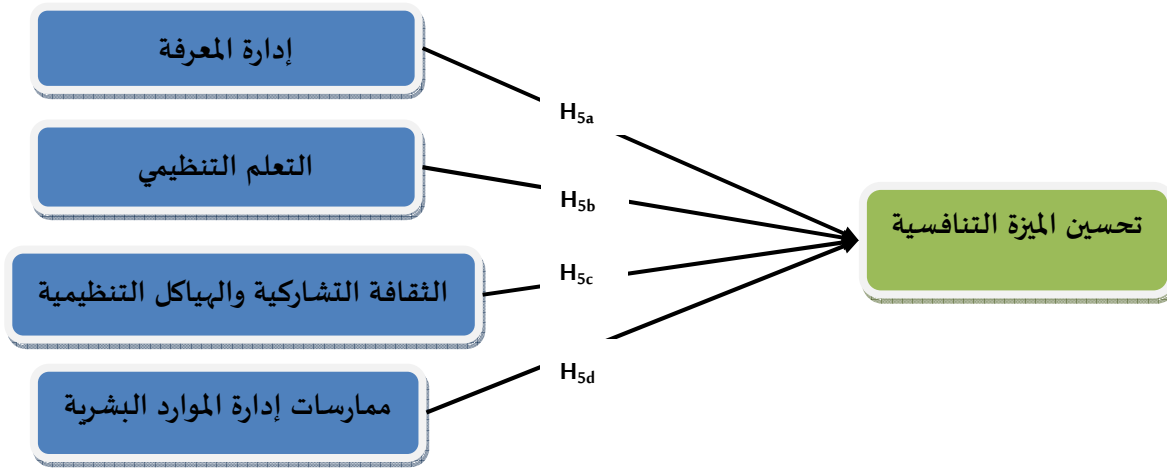 إدارة المعرفة
H5a
التعلم التنظيمي
H5b
تحسين الميزة التنافسية
الثقافة التشاركية والهياكل التنظيمية
H5c
ممارسات إدارة الموارد البشرية
H5d